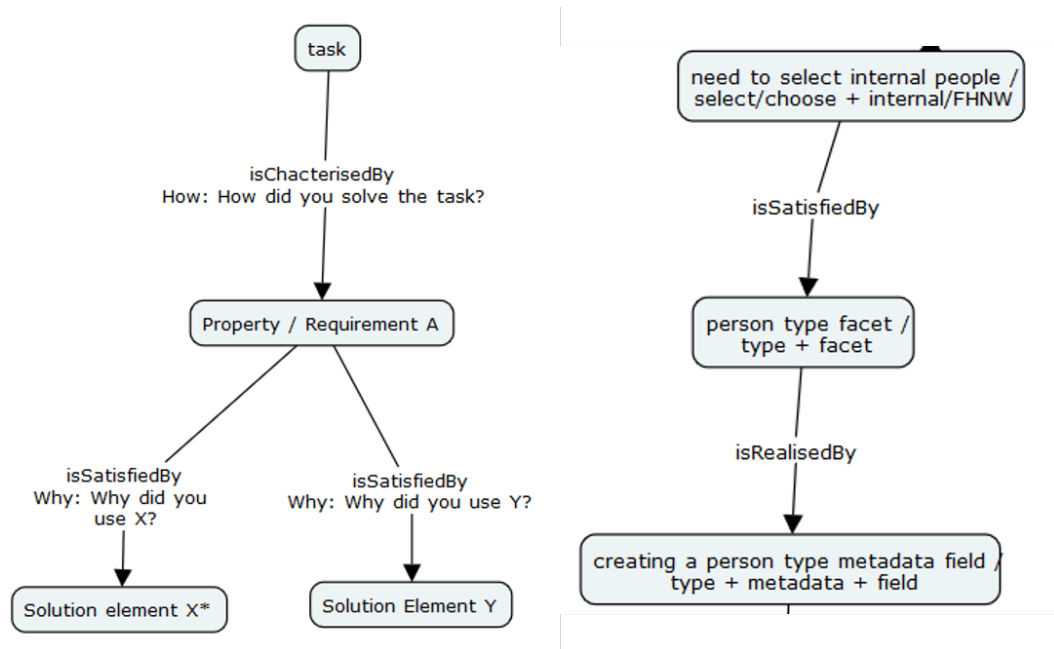 task
isChacterisedBy
How: How did you solve the task?
Property / Requirement A
isSatisfiedBy
Why: Why did you
use X?
isSatisfiedBy
Why: Why did you use Y?
Solution element X*
Solution Element Y
need to select internal people /
select/choose + internal/FHNW
isSatisfiedBy
person type facet /
type + facet
isRealisedBy
creating a person type metadata field /
type + metadata + field